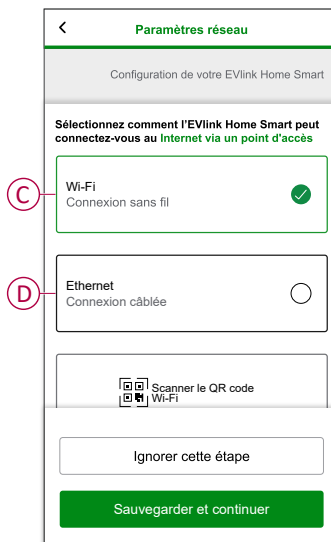 Paramètres réseau
Configuration de votre EVlink Home Smart
Sélectionnez comment l'EVlink Home Smart peut
connectez-vous au Internet via un point d'accès
C
Wi-Fi
Connexion sans fil
D
Ethernet
Connexion câblée
Scanner le QR code
Wi-Fi
Ignorer cette étape
Sauvegarder et continuer